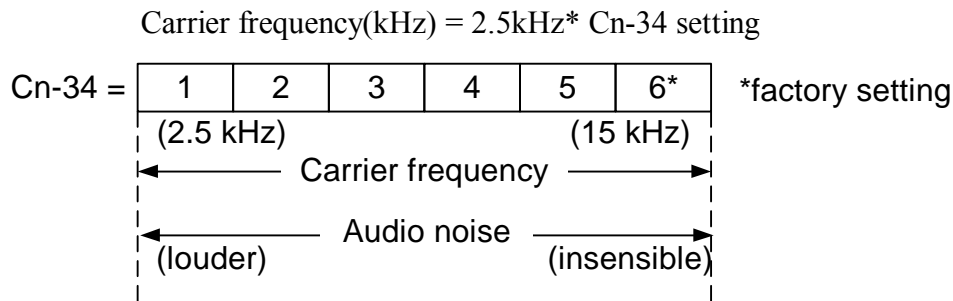 Carrier frequency(kHz) = 2.5kHz* Cn-34 setting
Cn-34 = 1 2 3 4 5 6* *factory setting
(2.5 kHz) (15 kHz)
Carrier frequency
Audio noise
(louder) (insensible)